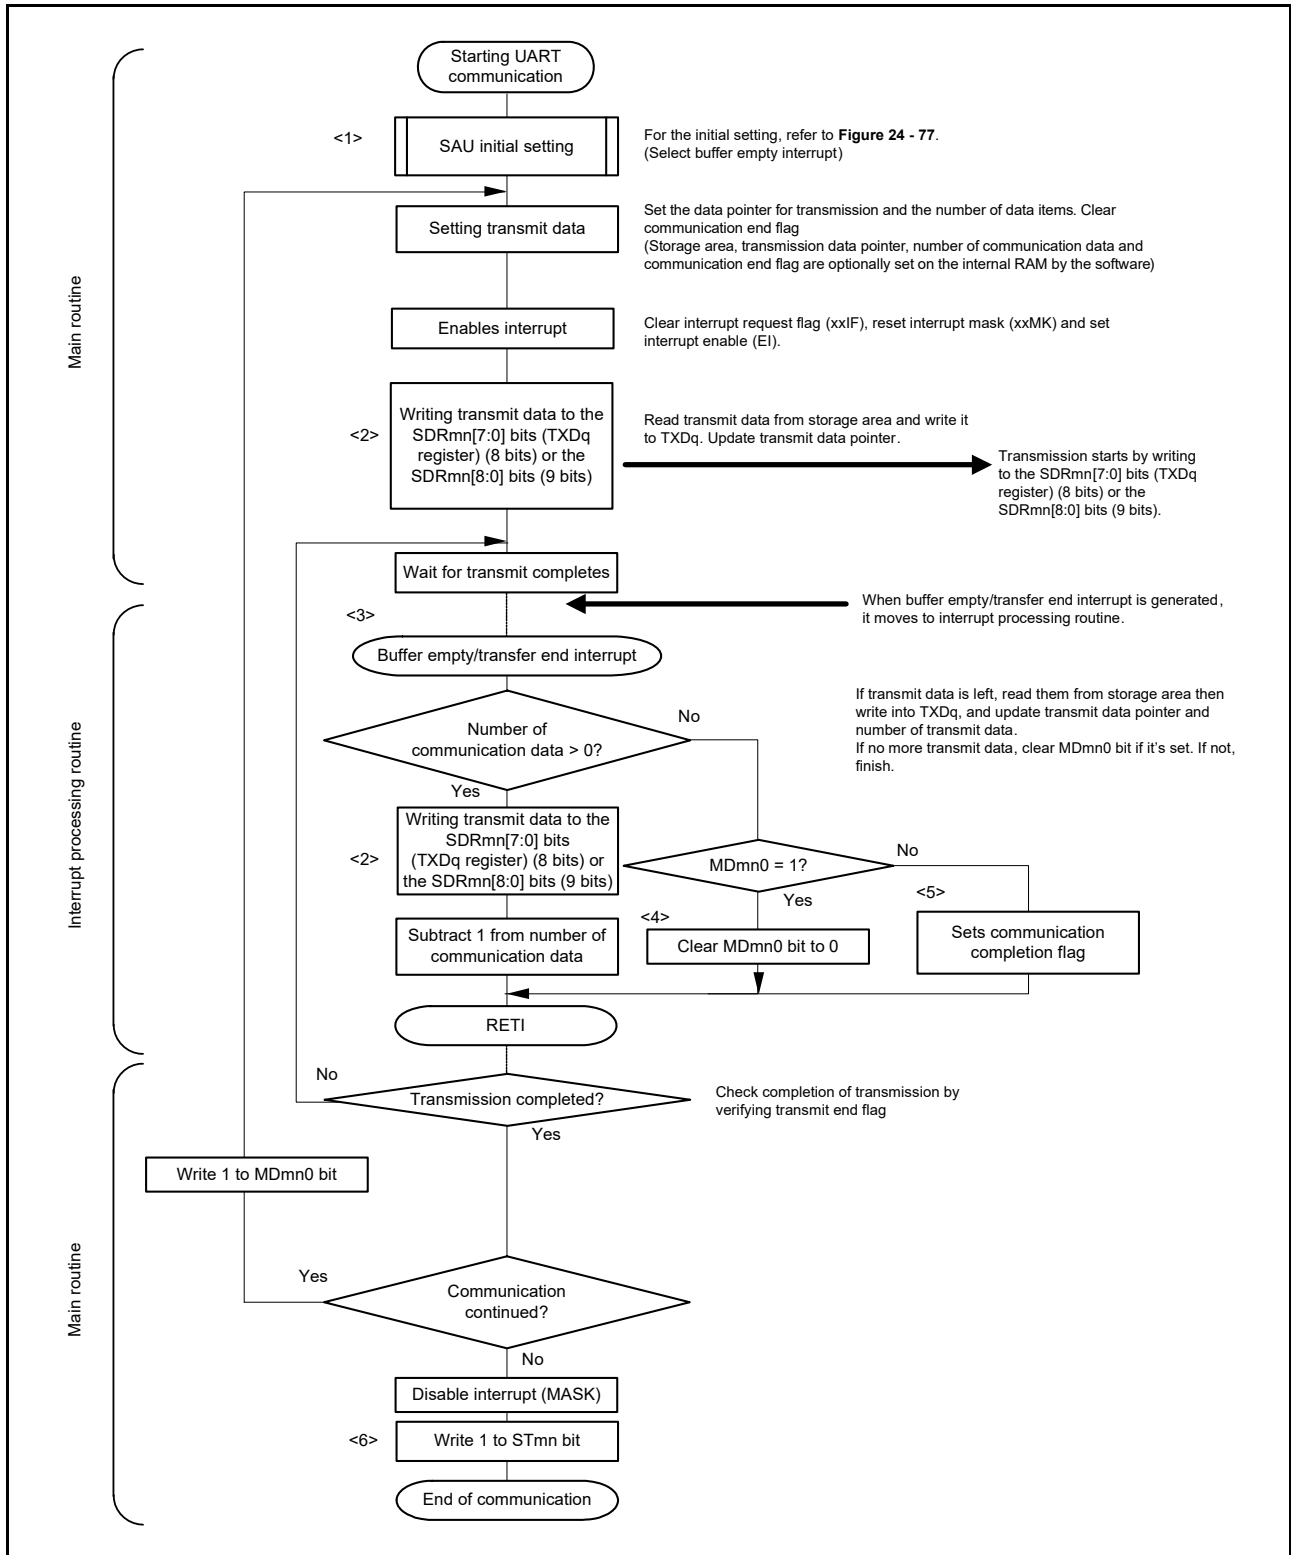 Starting UART
communication
<1>
SAU initial setting
For the initial setting, refer to Figure 24 - 77.
(Select buffer empty interrupt)
Setting transmit data
Set the data pointer for transmission and the number of data items. Clear
communication end flag
(Storage area, transmission data pointer, number of communication data and
communication end flag are optionally set on the internal RAM by the software)
Main routine
Enables interrupt
Clear interrupt request flag (xxIF), reset interrupt mask (xxMK) and set
interrupt enable (EI).
<2>
Writing transmit data to the
SDRmn[7:0] bits (TXDq
register) (8 bits) or the
SDRmn[8:0] bits (9 bits)
Read transmit data from storage area and write it
to TXDq. Update transmit data pointer.
Transmission starts by writing
to the SDRmn[7:0] bits (TXDq
register) (8 bits) or the
SDRmn[8:0] bits (9 bits).
Wait for transmit completes
<3>
When buffer empty/transfer end interrupt is generated,
it moves to interrupt processing routine.
Buffer empty/transfer end interrupt
Number of
communication data > 0?
No
Yes
If transmit data is left, read them from storage area then
write into TXDq, and update transmit data pointer and
number of transmit data.
If no more transmit data, clear MDmn0 bit if it's set. If not,
finish.
Interrupt processing routine
<2>
Writing transmit data to the
SDRmn[7:0] bits
(TXDq register) (8 bits) or
the SDRmn[8:0] bits (9 bits)
MDmn0 = 1?
No
Yes
<4>
<5>
Subtract 1 from number of
communication data
Clear MDmn0 bit to 0
Sets communication
completion flag
RETI
No
Transmission completed?
Yes
Check completion of transmission by
verifying transmit end flag
Write 1 to MDmn0 bit
Main routine
Yes
Communication
continued?
No
Disable interrupt (MASK)
<6>
Write 1 to STmn bit
End of communication